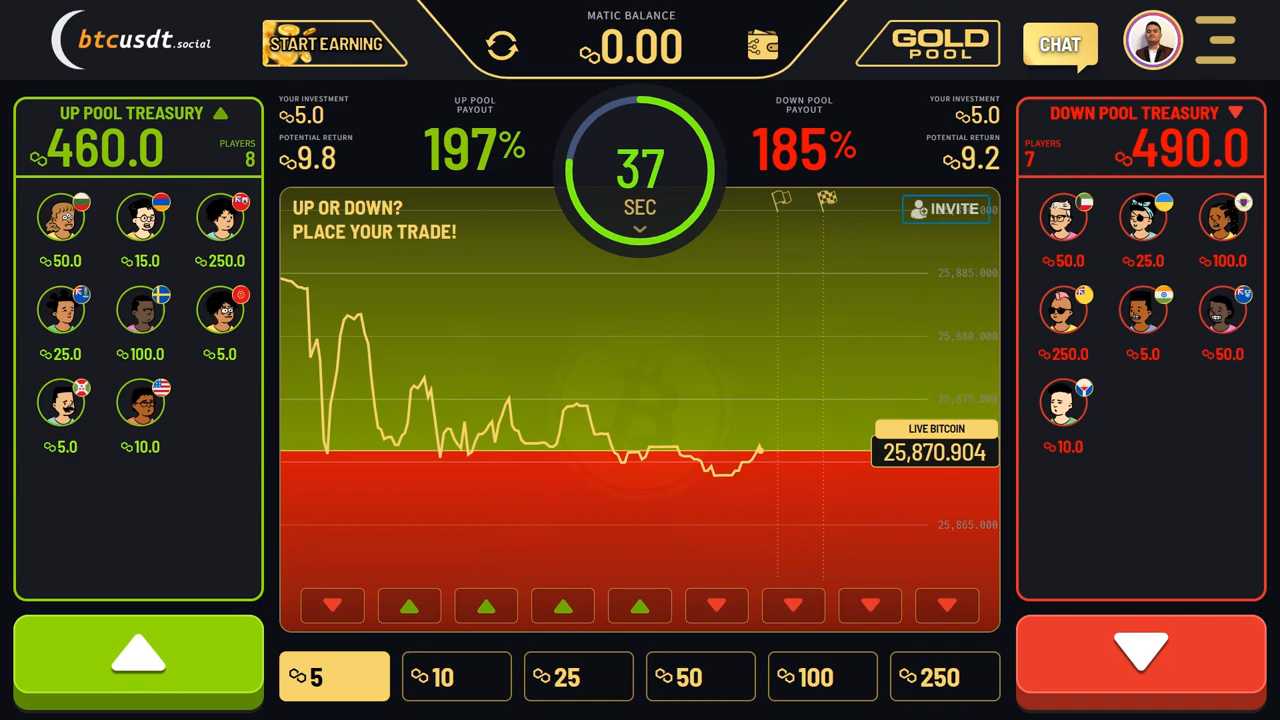 btcusdt.social
START EARNING
MATIC BALANCE
0.00
GOLD
POOL
CHAT
UP POOL TREASURY
460.0
PLAYERS
8
50.0
15.0
250.0
25.0
100.0
5.0
5.0
10.0
YOUR INVESTMENT
5.0
POTENTIAL RETURN
9.8
UP POOL
PAYOUT
197%
37
SEC
DOWN POOL
PAYOUT
185%
YOUR INVESTMENT
5.0
POTENTIAL RETURN
9.2
UP OR DOWN?
PLACE YOUR TRADE!
INVITE
25,885.000
25,880.000
25,875.000
LIVE BITCOIN
25,870.904
25,865.000
5
10
25
50
100
250
DOWN POOL TREASURY
PLAYERS
7
490.0
50.0
25.0
100.0
250.0
5.0
50.0
10.0